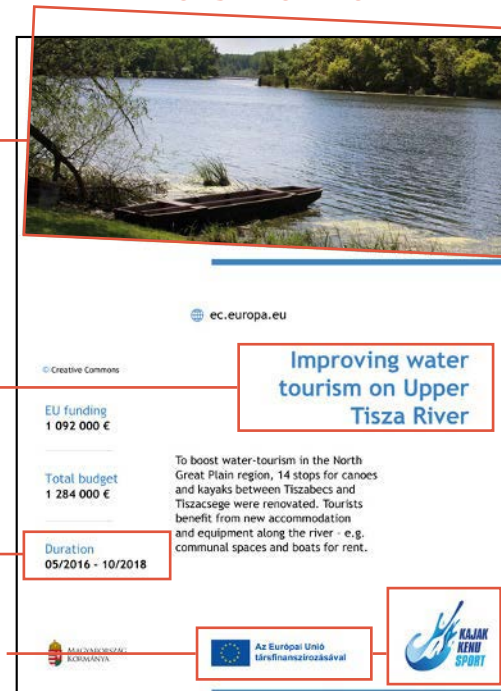 ec.europa.eu
© Creative Commons
Improving water
tourism on Upper
Tisza River
EU funding
1 092 000 €
Total budget
1 284 000 €
Duration
05/2016 - 10/2018
To boost water-tourism in the North
Great Plain region, 14 stops for canoes
and kayaks between Tiszabecs and
Tiszacsege were renovated. Tourists
benefit from new accommodation
and equipment along the river - e.g.
communal spaces and boats for rent.
MAGYARORSZÁG
KORMÁNYA
Az Európai Unió
társfinanszírozásával
KAJAK
KENU
SPORT